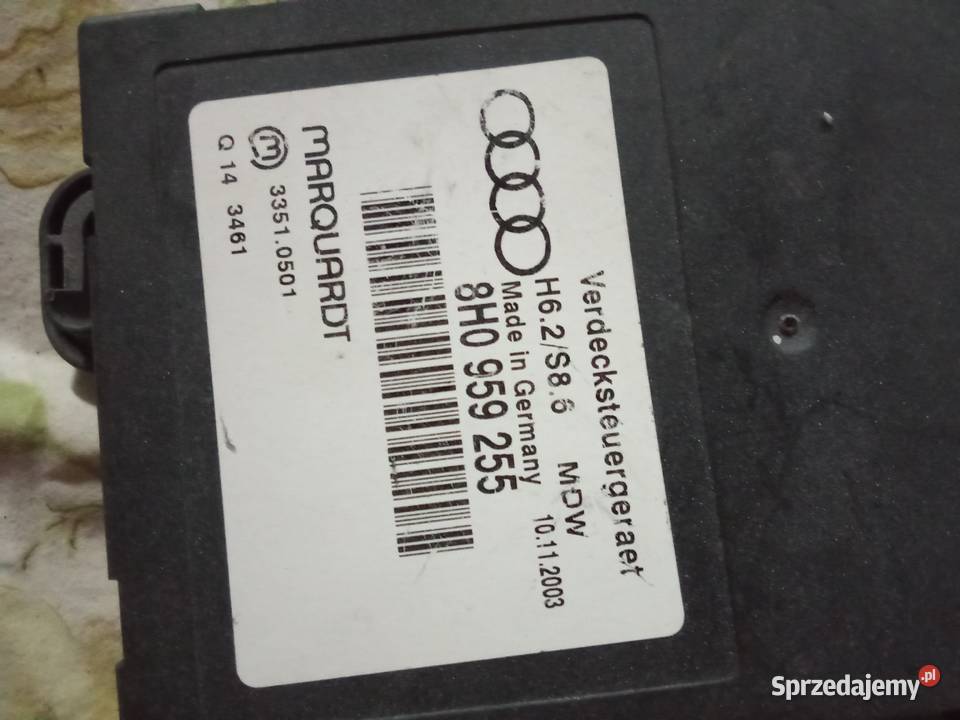 Verdecksteuergeraet
H6.2/S8.6 MDW
Made in Germany 10.11.2003
8H0 959 255
MARQUARDT
m 3351.0501
Q 14 3461
Sprzedajemy.pl